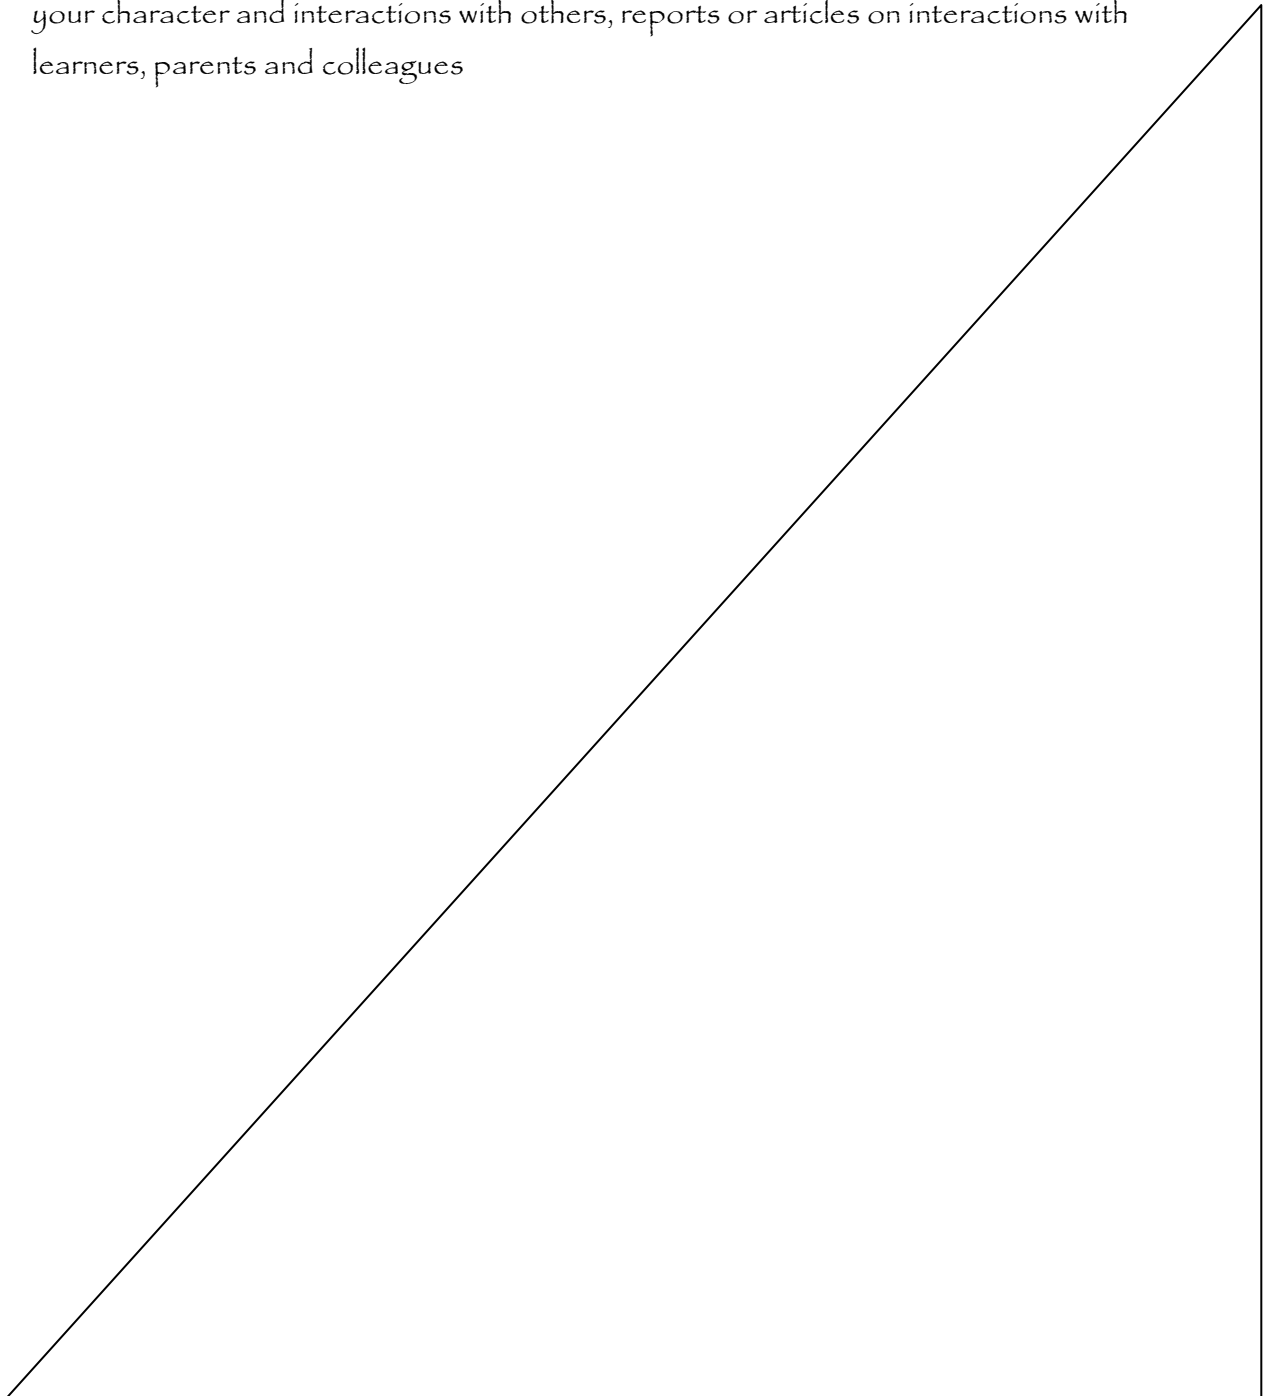 your character and interactions with others, reports or articles on interactions with
learners, parents and colleagues